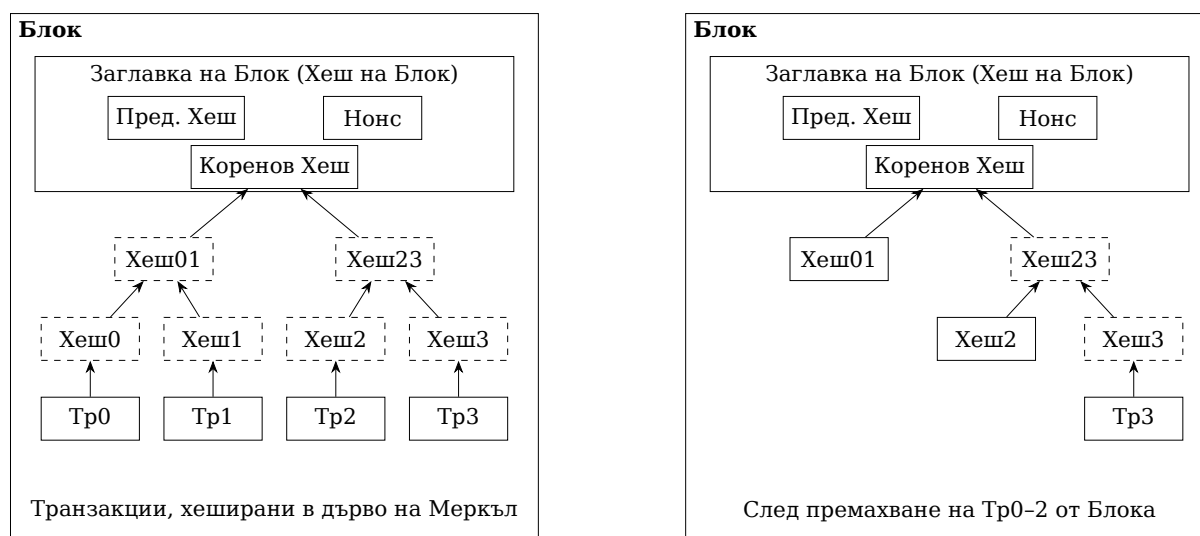 Блок
Заглавка на Блок (Хеш на Блок)
Пред. Хеш
Нонс
Коренов Хеш
Хеш01
Хеш23
Хеш0
Хеш1
Хеш2
Хеш3
Тр0
Тр1
Тр2
Тр3
Транзакции, хеширани в дърво на Меркъл
Блок
Заглавка на Блок (Хеш на Блок)
Пред. Хеш
Нонс
Коренов Хеш
Хеш01
Хеш23
Хеш2
Хеш3
Тр3
След премахване на Тр0–2 от Блока